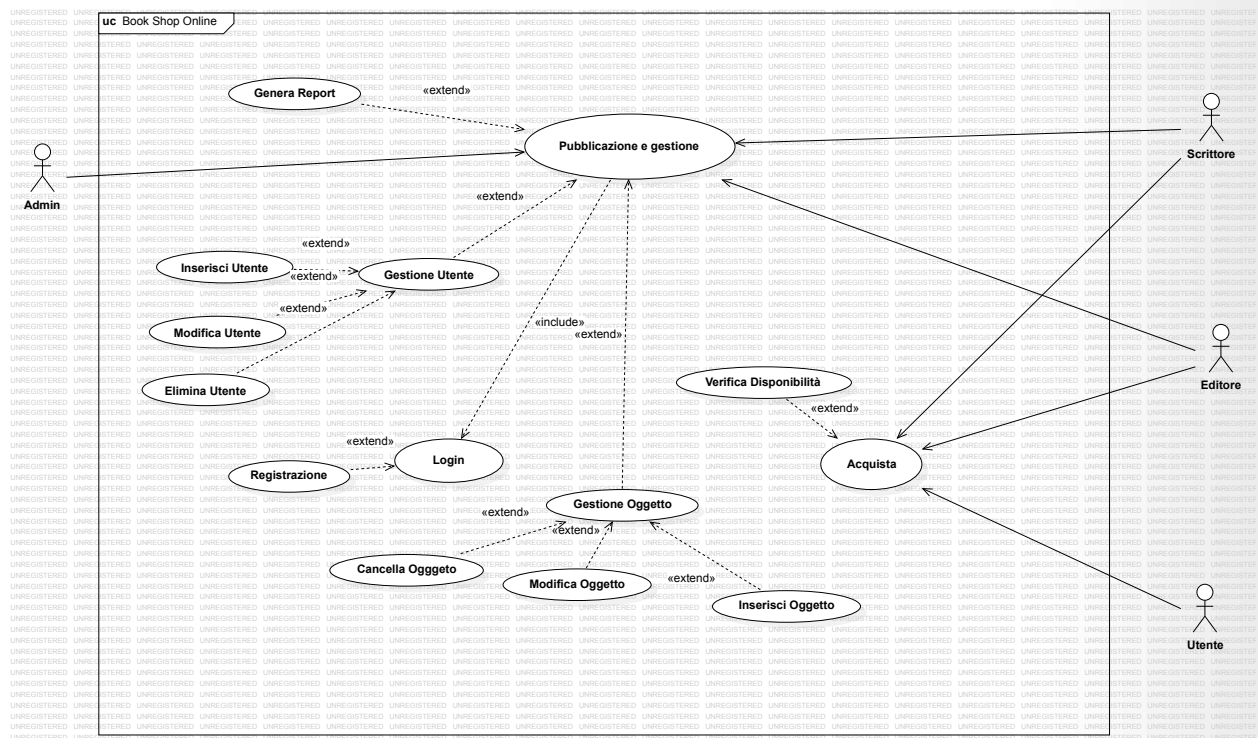 uc Book Shop Online
Genera Report
«extend»
Pubblicazione e gestione
Scrittore
Admin
«extend»
«extend»
Inserisci Utente
«extend»
Gestione Utente
«extend»
Modifica Utente
«include»
«extend»
Elimina Utente
Verifica Disponibilità
Editore
«extend»
«extend»
Registrazione
Login
Acquista
Gestione Oggetto
«extend»
«extend»
Cancella Ogggeto
Modifica Oggetto
«extend»
Inserisci Oggetto
Utente
UNREGISTERED